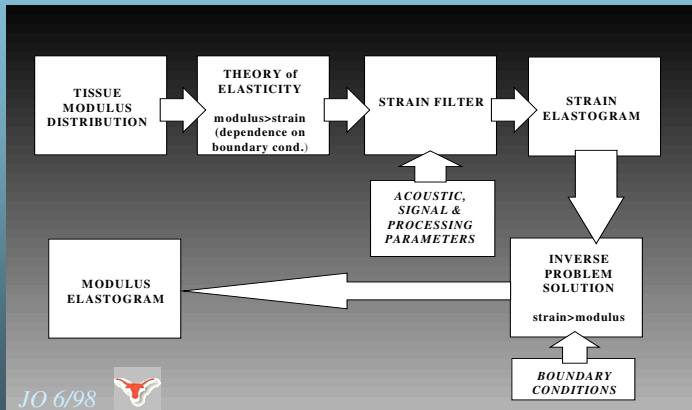 TISSUE
MODULUS
DISTRIBUTION
THEORY of
ELASTICITY
modulus>strain
(dependence on
boundary cond.)
STRAIN FILTER
STRAIN
ELASTOGRAM
ACOUSTIC,
SIGNAL &
PROCESSING
PARAMETERS
INVERSE
PROBLEM
SOLUTION
strain>modulus
MODULUS
ELASTOGRAM
BOUNDARY
CONDITIONS
JO 6/98